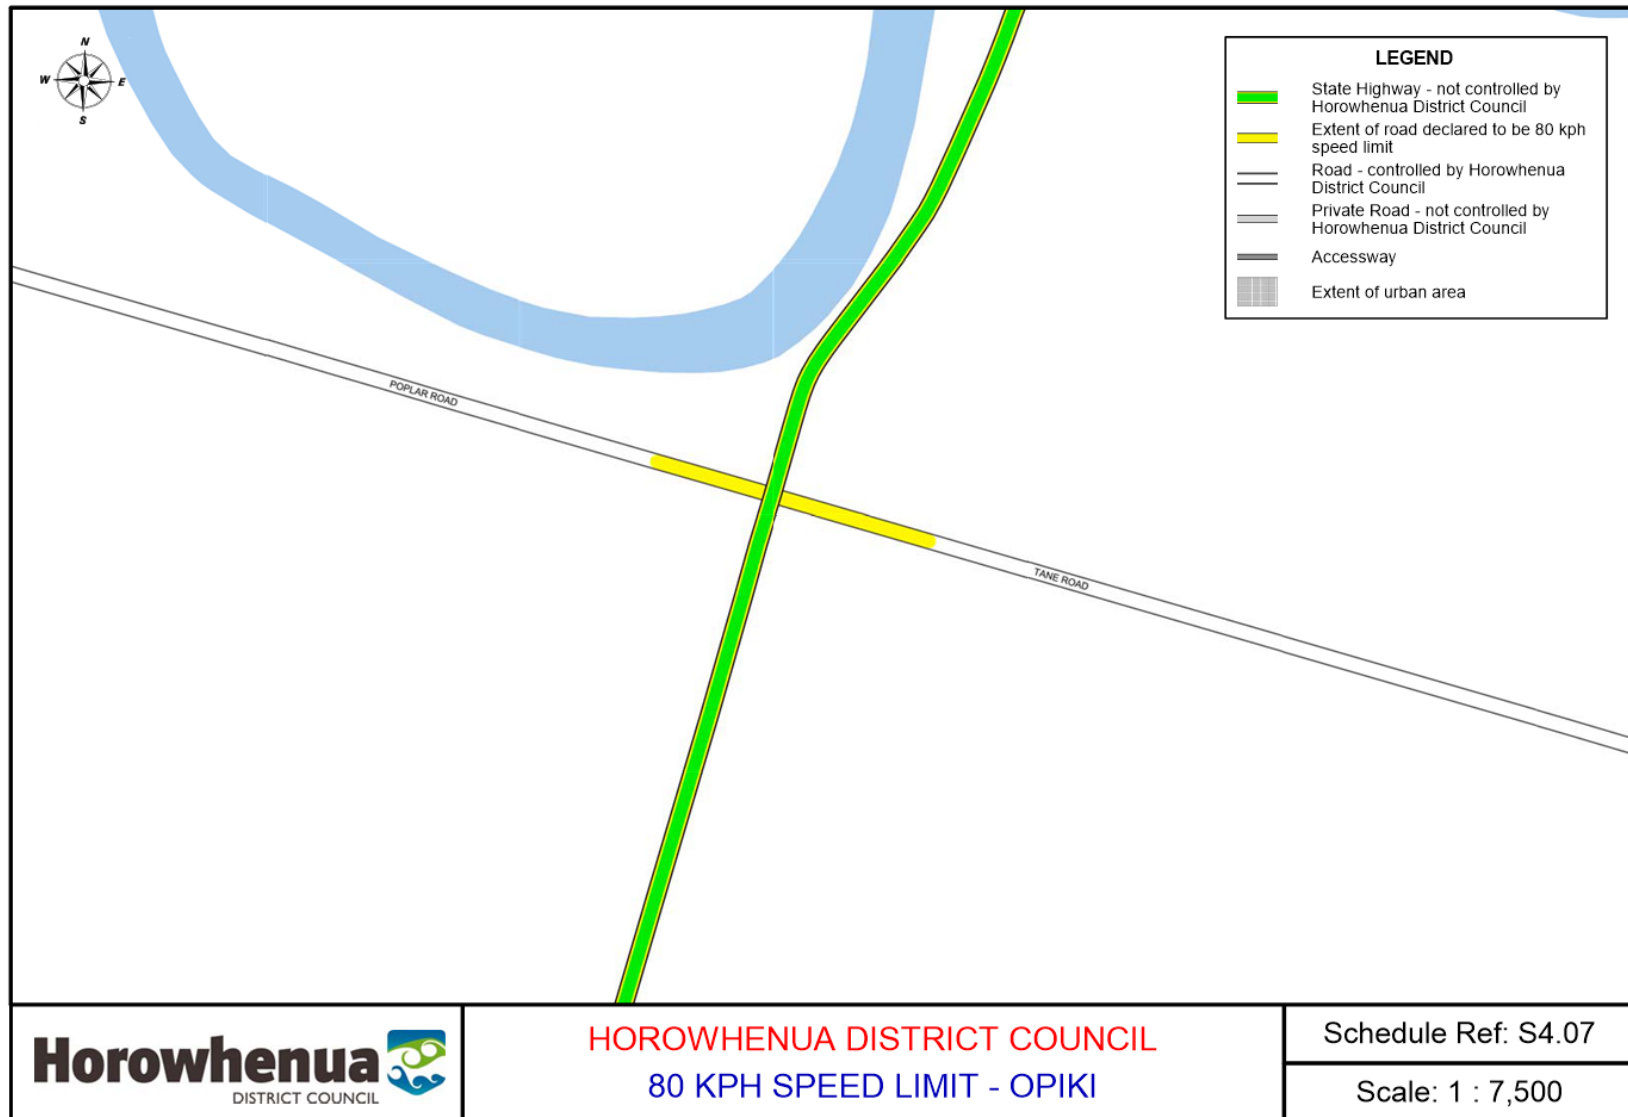 N
W
E
S
LEGEND
State Highway - not controlled by
Horowhenua District Council
Extent of road declared to be 80 kph
speed limit
Road - controlled by Horowhenua
District Council
Private Road - not controlled by
Horowhenua District Council
Accessway
Extent of urban area
POPLAR ROAD
TANE ROAD
Horowhenua
DISTRICT COUNCIL
HOROWHENUA DISTRICT COUNCIL
80 KPH SPEED LIMIT - OPIKI
Schedule Ref: S4.07
Scale: 1 : 7,500